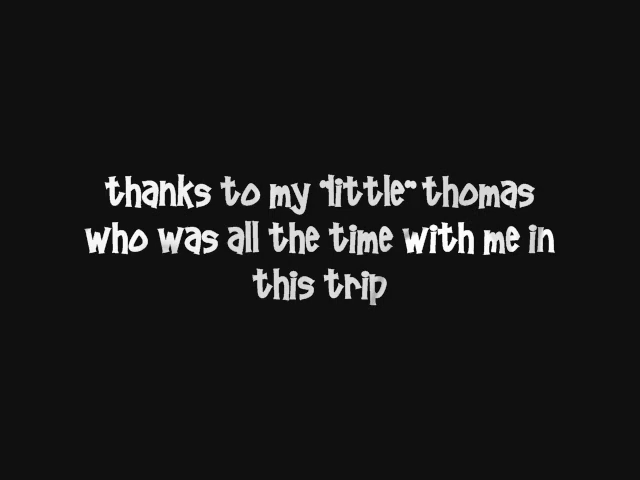 thanks to my "little" thomas
who was all the time with me in
this trip